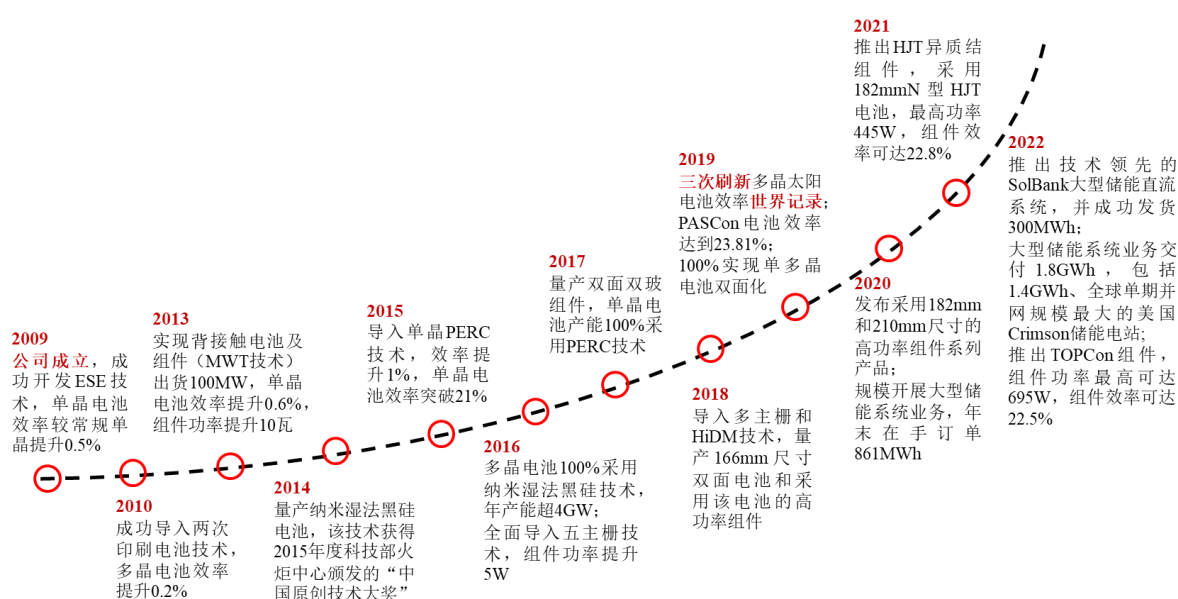 2009
公司成立，成
功开发ESE技
术，单晶电池
效率较常规单
晶提升0.5%
2010
成功导入两次
印刷电池技术，
多晶电池效率
提升0.2%
2013
实现背接触电池及
组件（MWT技术）
出货100MW，单晶
电池效率提升0.6%，
组件功率提升10瓦
2014
量产纳米湿法黑硅
电池，该技术获得
2015年度科技部火
炬中心颁发的“中
国原创技术大奖”
2015
导入单晶PERC
技术，效率提
升1%，单晶电
池效率突破21%
2016
多晶电池100%采用
纳米湿法黑硅技术，
年产能超4GW；
全面导入五主栅技
术，组件功率提升
5W
2017
量产双面双玻
组件，单晶电
池产能100%采
用PERC技术
2018
导入多主栅和
HiDM技术，量
产166mm尺寸
双面电池和采
用该电池的高
功率组件
2019
三次刷新多晶太阳
电池效率世界记录；
PASCon电池效率
达到23.81%；
100%实现单多晶
电池双面化
2020
发布采用182mm
和210mm尺寸的
高功率组件系列
产品；
规模开展大型储
能系统业务，年
末在手订单
861MWh
2021
推出HJT异质结
组件，采用
182mmN型HJT
电池，最高功率
445W，组件效
率可达22.8%
2022
推出技术领先的
SolBank大型储能直流
系统，并成功发货
300MWh；
大型储能系统业务交
付1.8GWh，包括
1.4GWh、全球单期并
网规模最大的美国
Crimson储能电站;
推出TOPCon组件，
组件功率最高可达
695W，组件效率可达
22.5%